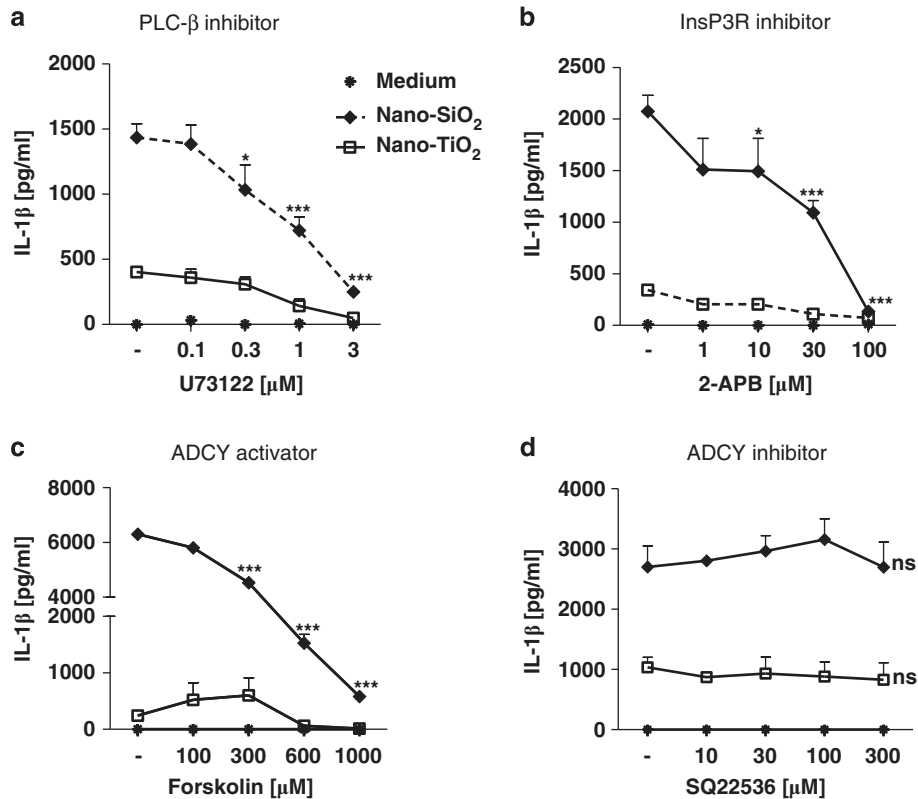 a
PLC-β inhibitor
2000
1500
1000
500
0
IL-1β [pg/ml]
Medium
Nano-SiO2
Nano-TiO2
*
***
***
- 0.1 0.3 1 3
U73122 [μM]
b
InsP3R inhibitor
2500
2000
1500
1000
500
0
IL-1β [pg/ml]
*
***
***
- 1 10 30 100
2-APB [μM]
c
ADCY activator
8000
6000
4000
2000
1000
0
IL-1β [pg/ml]
***
***
***
- 100 300 600 1000
Forskolin [μM]
d
ADCY inhibitor
4000
3000
2000
1000
0
IL-1β [pg/ml]
ns
ns
- 10 30 100 300
SQ22536 [μM]